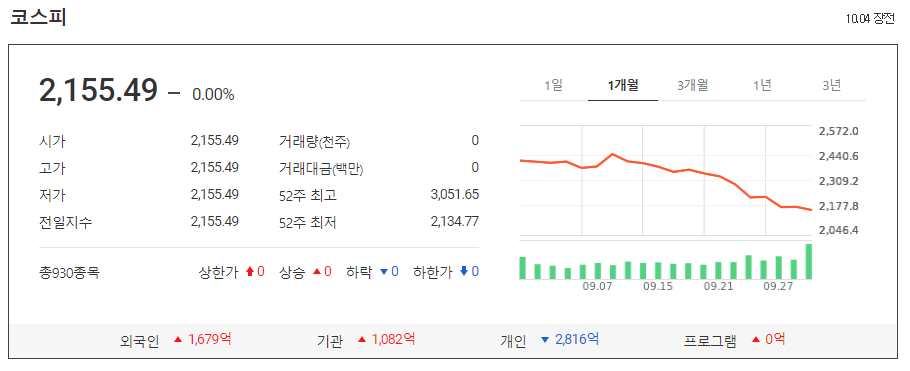 코스피
10.04 장전
2,155.49 – 0.00%
1일 1개월 3개월 1년 3년
시가 2,155.49 거래량(천주) 0
고가 2,155.49 거래대금(백만) 0
저가 2,155.49 52주 최고 3,051.65
전일지수 2,155.49 52주 최저 2,134.77
총930종목 상한가 0 상승 ▲ 0 하락 ▼ 0 하한가 0
2,572.0
2,440.6
2,309.2
2,177.8
2,046.4
09.07 09.15 09.21 09.27
외국인 ▲ 1,679억 기관 ▲ 1,082억 개인 ▼ 2,816억 프로그램 ▲ 0억